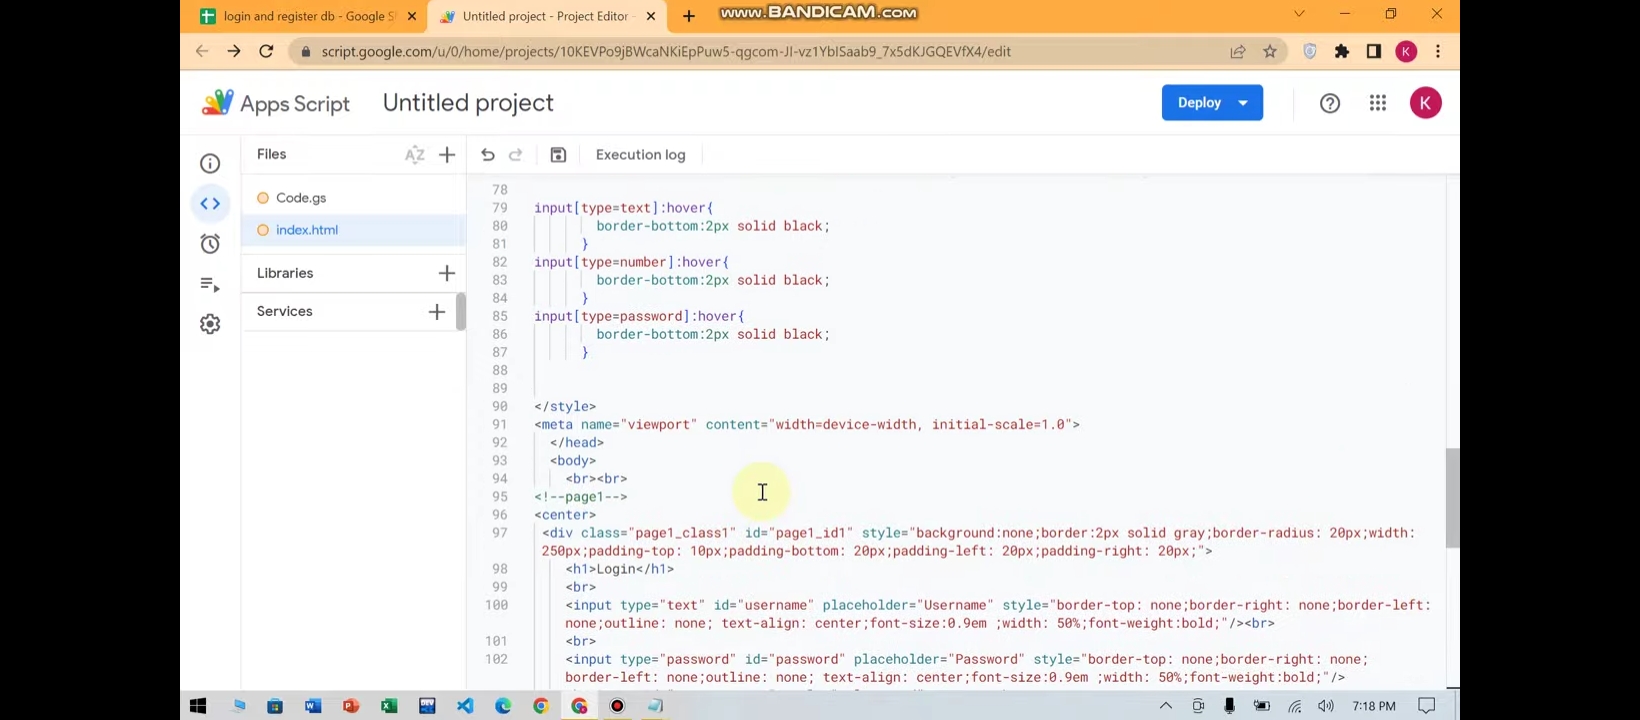 login and register db - Google S
Untitled project - Project Editor -
www.BANDICAM.com
script.google.com/u/0/home/projects/10KEVPo9jBWcaNKiEpPuw5-qgcom-JI-vz1YbISaab9_7x5dKJGQEVfX4/edit
K
Apps Script
Untitled project
Deploy
K
Files
AZ
Execution log
Code.gs
index.html
Libraries
Services
78
79 input[type=text]:hover{
80 border-bottom:2px solid black;
81 }
82 input[type=number]:hover{
83 border-bottom:2px solid black;
84 }
85 input[type=password]:hover{
86 border-bottom:2px solid black;
87 }
88
89
90 </style>
91 <meta name="viewport" content="width=device-width, initial-scale=1.0">
92 </head>
93 <body>
94 <br><br>
95 <!--page1-->
96 <center>
97 <div class="page1_class1" id="page1_id1" style="background:none;border:2px solid gray;border-radius: 20px;width:
250px;padding-top: 10px;padding-bottom: 20px;padding-left: 20px;padding-right: 20px;">
98 <h1>Login</h1>
99 <br>
100 <input type="text" id="username" placeholder="Username" style="border-top: none;border-right: none;border-left:
none;outline: none; text-align: center;font-size:0.9em ;width: 50%;font-weight:bold;"/><br>
101 <br>
102 <input type="password" id="password" placeholder="Password" style="border-top: none;border-right: none;
border-left: none;outline: none; text-align: center;font-size:0.9em ;width: 50%;font-weight:bold;"/>
7:18 PM